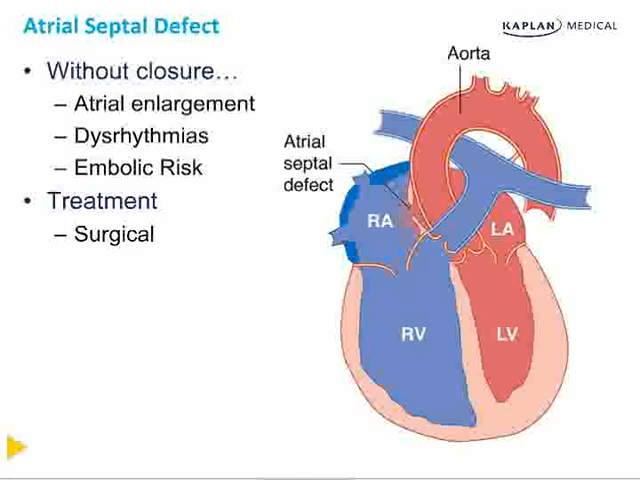 Atrial Septal Defect
KAPLAN MEDICAL
• Without closure…
– Atrial enlargement
– Dysrhythmias
– Embolic Risk
• Treatment
– Surgical
Aorta
Atrial
septal
defect
RA
LA
RV
LV